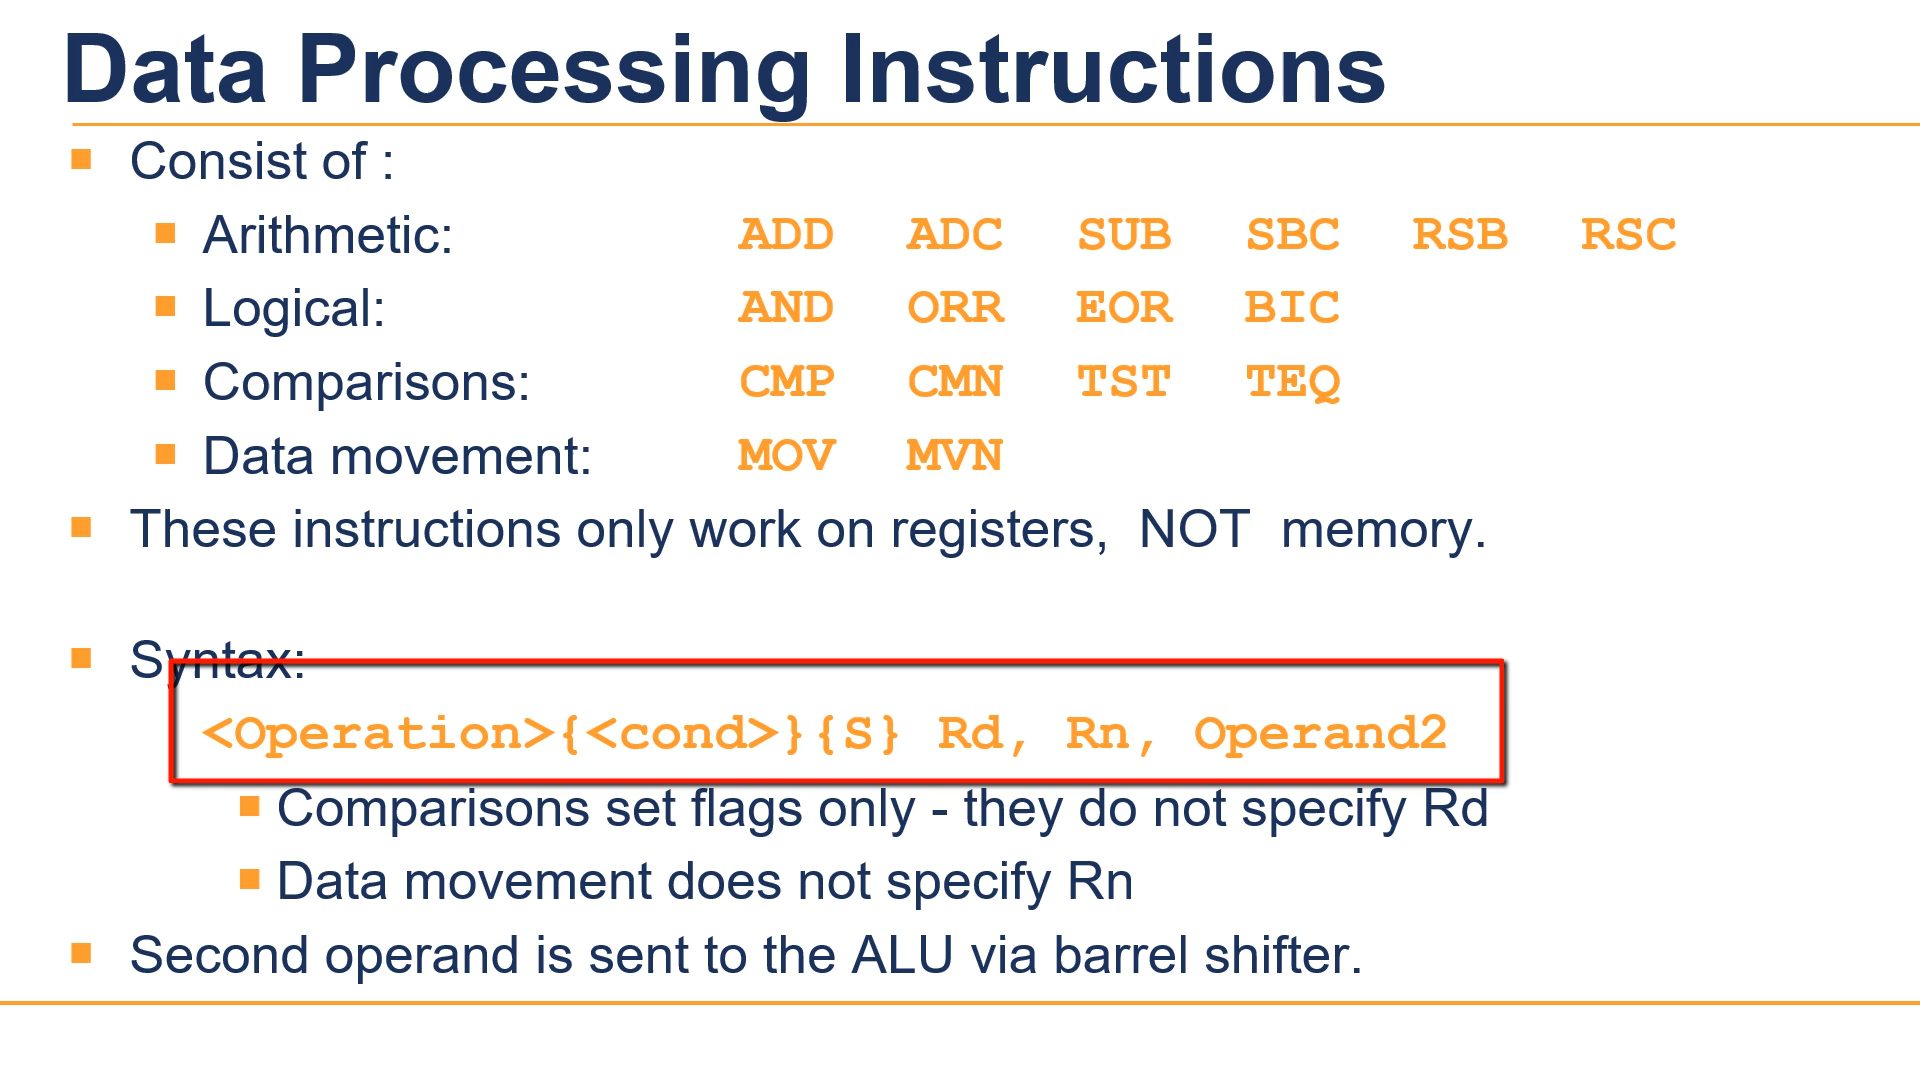 Data Processing Instructions
Consist of :
Arithmetic: ADD ADC SUB SBC RSB RSC
Logical: AND ORR EOR BIC
Comparisons: CMP CMN TST TEQ
Data movement: MOV MVN
These instructions only work on registers, NOT memory.
Syntax:
<Operation>{<cond>}{S} Rd, Rn, Operand2
Comparisons set flags only - they do not specify Rd
Data movement does not specify Rn
Second operand is sent to the ALU via barrel shifter.